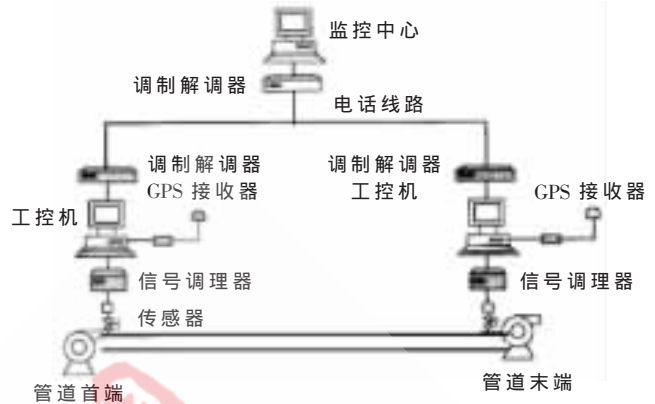 监控中心
调制解调器
电话线路
调制解调器
GPS 接收器
调制解调器
工控机
GPS 接收器
工控机
信号调理器
信号调理器
传感器
管道首端
管道末端